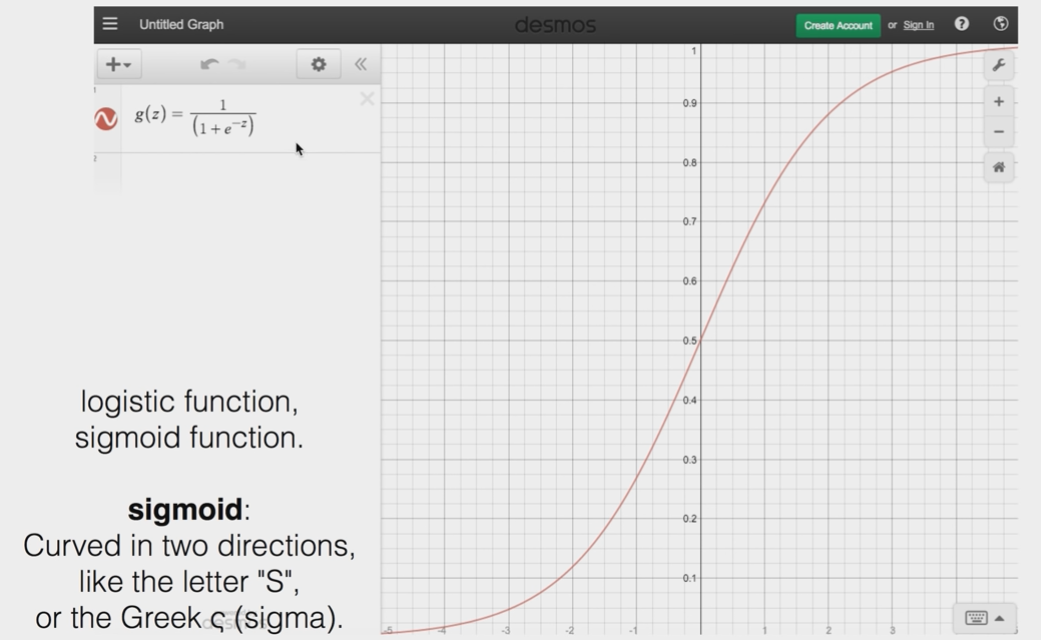 Untitled Graph
desmos
Create Account or Sign In
1
g(z) = 1/(1 + e^{-z})
2
logistic function,
sigmoid function.
sigmoid:
Curved in two directions,
like the letter "S",
or the Greek ς (sigma).
desmos
1
0.9
0.8
0.7
0.6
0.5
0.4
0.3
0.2
0.1
-5 -4 -3 -2 -1 1 2 3